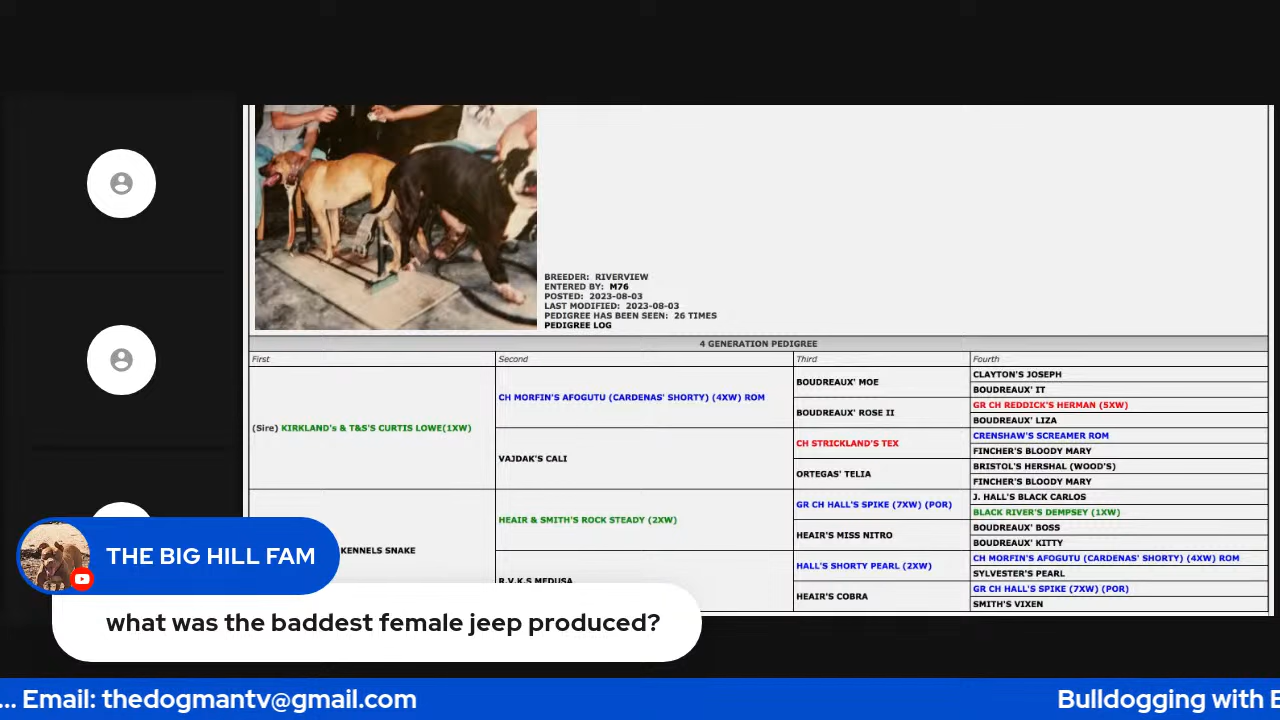 BREEDER: RIVERVIEW
ENTERED BY: M76
POSTED: 2023-08-03
LAST MODIFIED: 2023-08-03
PEDIGREE HAS BEEN SEEN: 26 TIMES
PEDIGREE LOG
4 GENERATION PEDIGREE
First Second Third Fourth
(Sire) KIRKLAND's & T&S'S CURTIS LOWE(1XW)
CH MORFIN'S AFOGUTU (CARDENAS' SHORTY) (4XW) ROM
BOUDREAUX' MOE
CLAYTON'S JOSEPH
BOUDREAUX' IT
BOUDREAUX' ROSE II
GR CH REDDICK'S HERMAN (5XW)
BOUDREAUX' LIZA
VAJDAK'S CALI
CH STRICKLAND'S TEX
CRENSHAW'S SCREAMER ROM
FINCHER'S BLOODY MARY
ORTEGAS' TELIA
BRISTOL'S HERSHAL (WOOD'S)
FINCHER'S BLOODY MARY
KENNELS SNAKE
HEAIR & SMITH'S ROCK STEADY (2XW)
GR CH HALL'S SPIKE (7XW) (POR)
J. HALL'S BLACK CARLOS
BLACK RIVER'S DEMPSEY (1XW)
HEAIR'S MISS NITRO
BOUDREAUX' BOSS
BOUDREAUX' KITTY
R.V.K.S MEDUSA
HALL'S SHORTY PEARL (2XW)
CH MORFIN'S AFOGUTU (CARDENAS' SHORTY) (4XW) ROM
SYLVESTER'S PEARL
HEAIR'S COBRA
GR CH HALL'S SPIKE (7XW) (POR)
SMITH'S VIXEN
THE BIG HILL FAM
what was the baddest female jeep produced?
... Email: thedogmantv@gmail.com
Bulldogging with